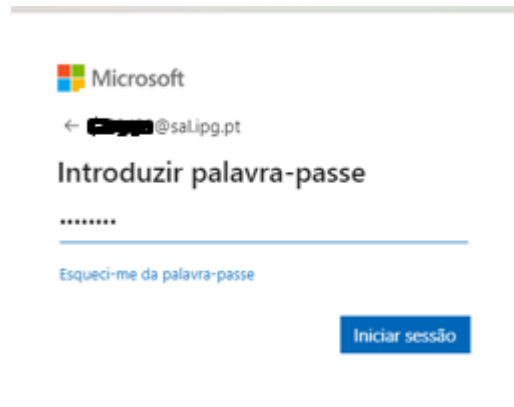 Microsoft
← @sal.ipg.pt
Introduzir palavra-passe
········
Esqueci-me da palavra-passe
Iniciar sessão